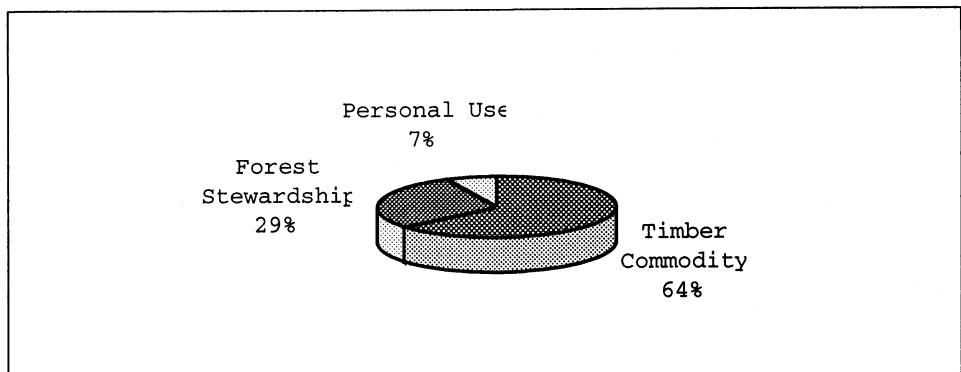 Personal Use
7%
Forest
Stewardship
29%
Timber
Commodity
64%